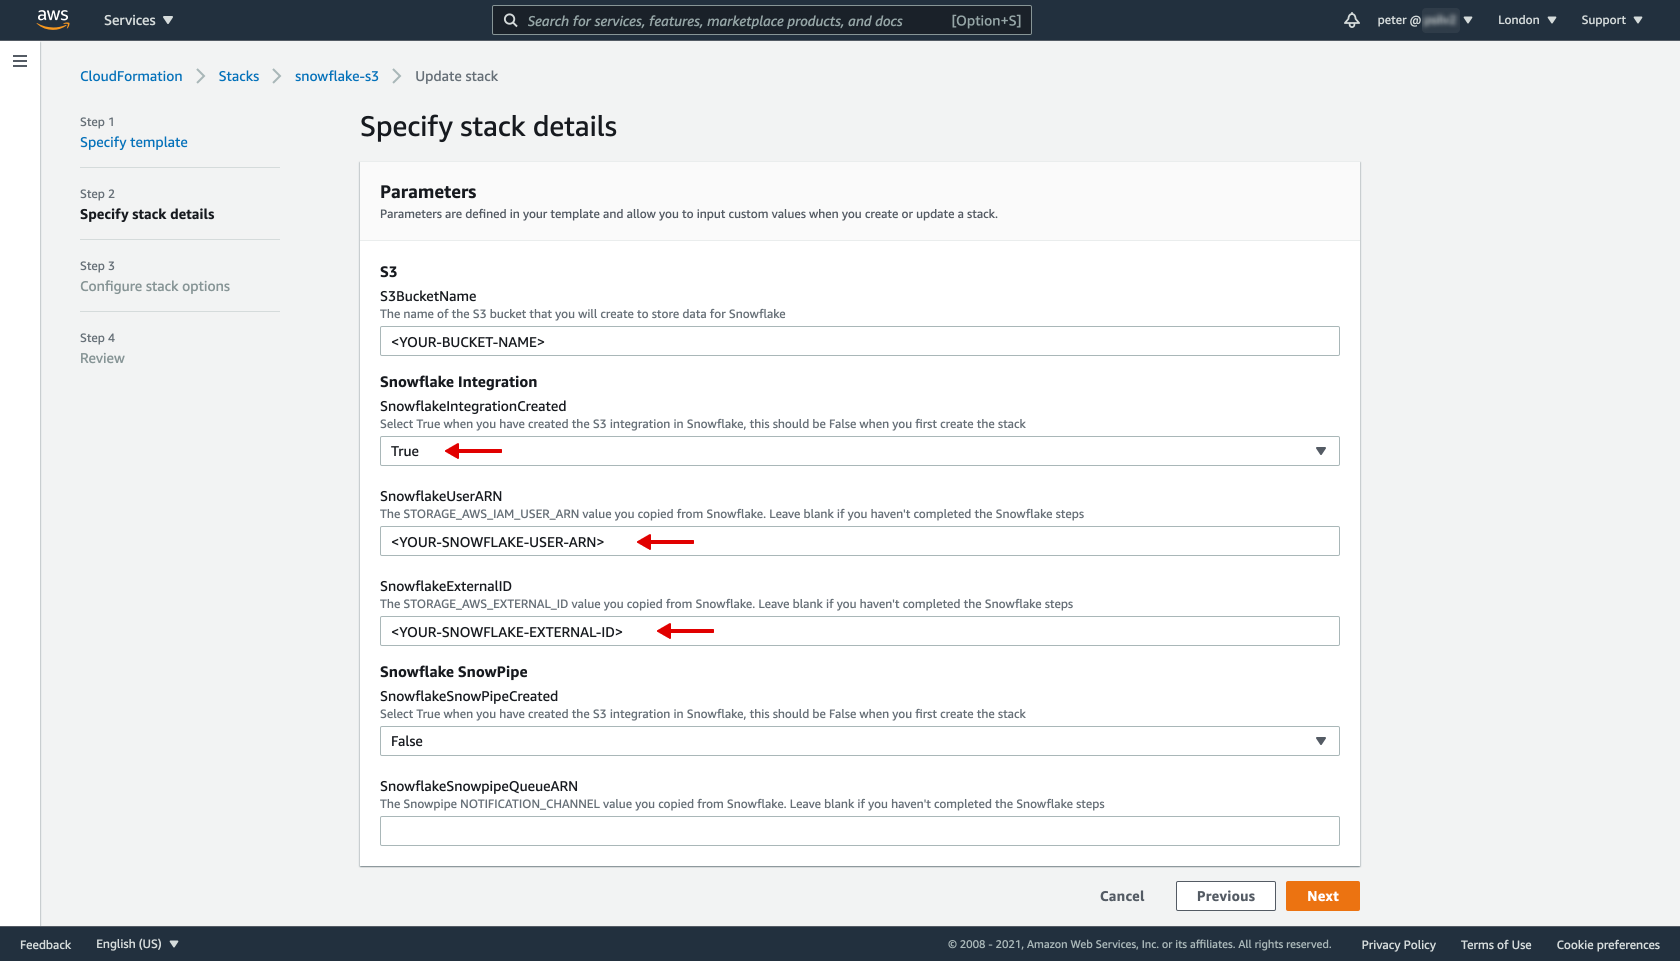 aws Services Search for services, features, marketplace products, and docs [Option+S] peter @ London Support
CloudFormation Stacks snowflake-s3 Update stack
Step 1
Specify template
Step 2
Specify stack details
Step 3
Configure stack options
Step 4
Review
Specify stack details
Parameters
Parameters are defined in your template and allow you to input custom values when you create or update a stack.
S3
S3BucketName
The name of the S3 bucket that you will create to store data for Snowflake
<YOUR-BUCKET-NAME>
Snowflake Integration
SnowflakeIntegrationCreated
Select True when you have created the S3 integration in Snowflake, this should be False when you first create the stack
True
SnowflakeUserARN
The STORAGE_AWS_IAM_USER_ARN value you copied from Snowflake. Leave blank if you haven't completed the Snowflake steps
<YOUR-SNOWFLAKE-USER-ARN>
SnowflakeExternalID
The STORAGE_AWS_EXTERNAL_ID value you copied from Snowflake. Leave blank if you haven't completed the Snowflake steps
<YOUR-SNOWFLAKE-EXTERNAL-ID>
Snowflake SnowPipe
SnowflakeSnowPipeCreated
Select True when you have created the S3 integration in Snowflake, this should be False when you first create the stack
False
SnowflakeSnowpipeQueueARN
The Snowpipe NOTIFICATION_CHANNEL value you copied from Snowflake. Leave blank if you haven't completed the Snowflake steps
Cancel Previous Next
Feedback English (US) © 2008 - 2021, Amazon Web Services, Inc. or its affiliates. All rights reserved. Privacy Policy Terms of Use Cookie preferences